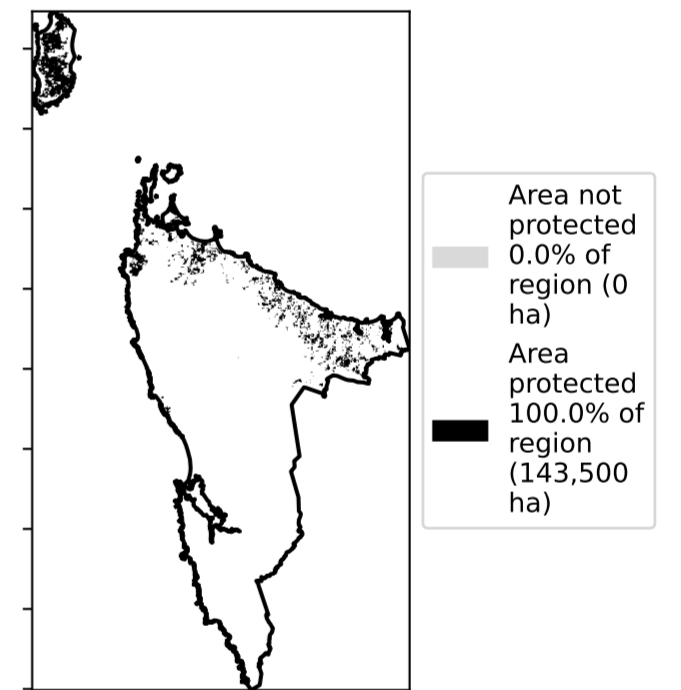 Area not
protected
0.0% of
region (0
ha)
Area
protected
100.0% of
region
(143,500
ha)